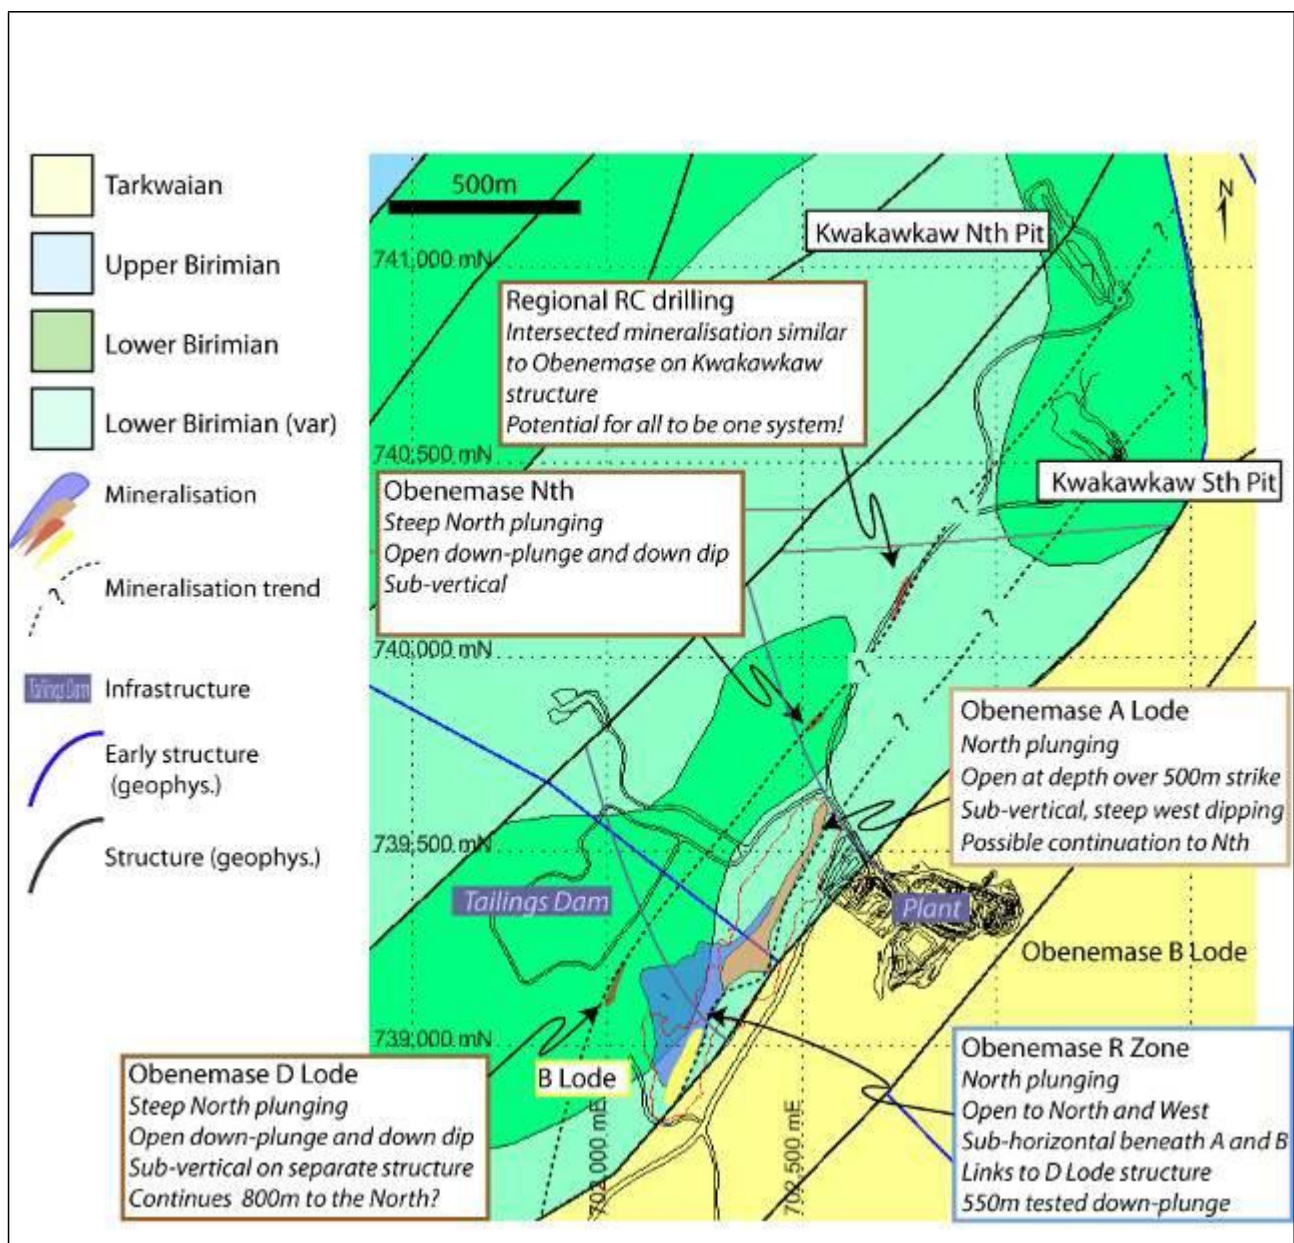 Tarkwaian
Upper Birimian
Lower Birimian
Lower Birimian (var)
Mineralisation
?
Mineralisation trend
Tailings Dam
Infrastructure
Early structure
(geophys.)
Structure (geophys.)
500m
N
Kwakawkaw Nth Pit
?
741,000 mN
Regional RC drilling
Intersected mineralisation similar
to Obenemase on Kwakawkaw
structure
Potential for all to be one system!
?
740,500 mN
Kwakawkaw Sth Pit
Obenemase Nth
Steep North plunging
Open down-plunge and down dip
Sub-vertical
?
?
740,000 mN
?
?
Obenemase A Lode
North plunging
Open at depth over 500m strike
Sub-vertical, steep west dipping
Possible continuation to Nth
739,500 mN
Tailings Dam
Plant
Obenemase B Lode
739,000 mN
B Lode
Obenemase D Lode
Steep North plunging
Open down-plunge and down dip
Sub-vertical on separate structure
Continues 800m to the North?
702,000 mE
702,500 mE
Obenemase R Zone
North plunging
Open to North and West
Sub-horizontal beneath A and B
Links to D Lode structure
550m tested down-plunge